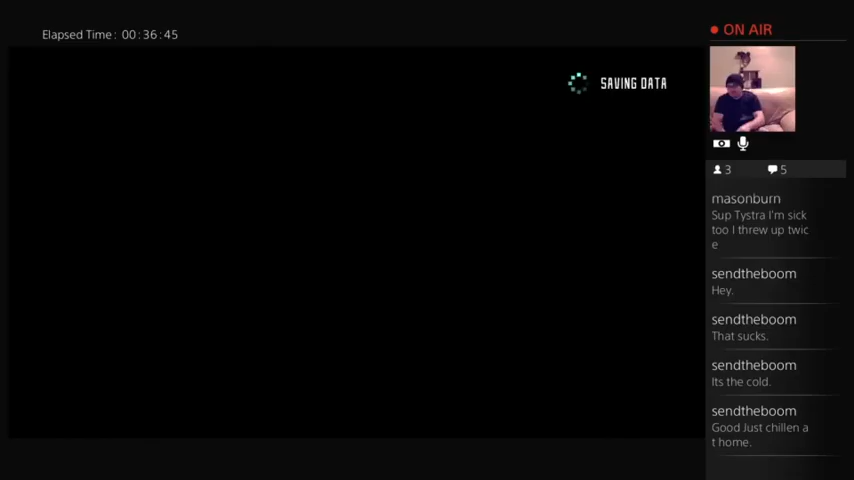 Elapsed Time: 00:36:45
ON AIR
SAVING DATA
3 5
masonburn
Sup Tystra I'm sick
too I threw up twic
e
sendtheboom
Hey.
sendtheboom
That sucks.
sendtheboom
Its the cold.
sendtheboom
Good Just chillen a
t home.